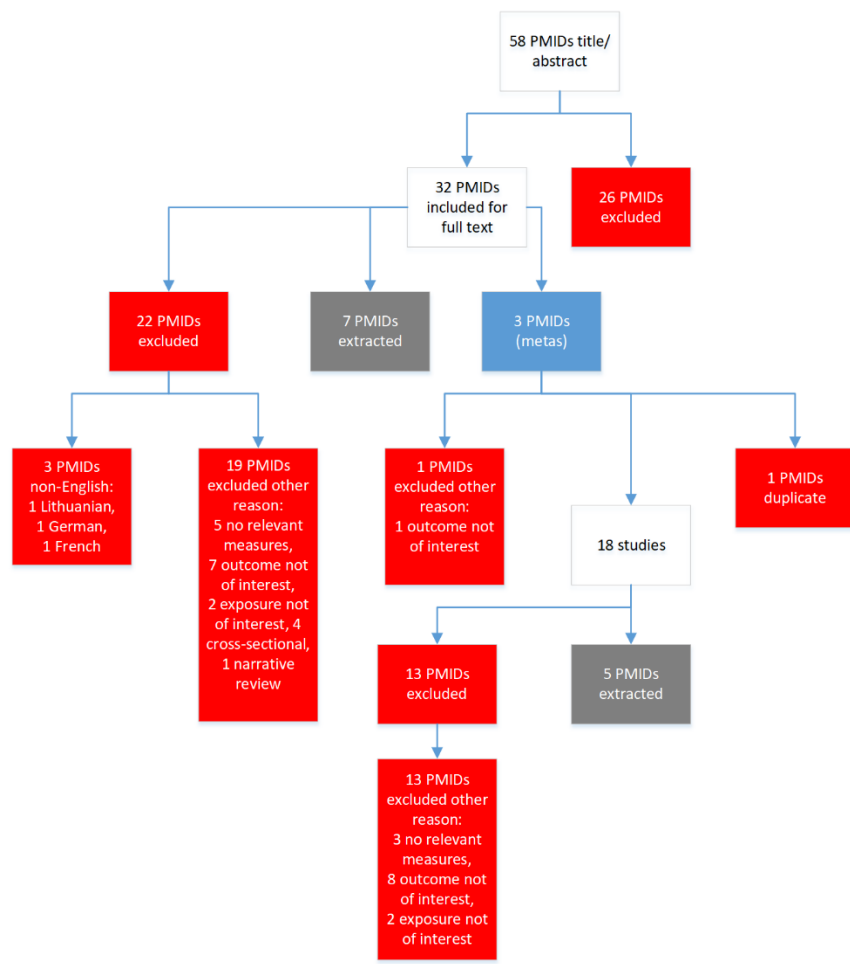 58 PMIDs title/
abstract
32 PMIDs
included for
full text
26 PMIDs
excluded
22 PMIDs
excluded
7 PMIDs
extracted
3 PMIDs
(metas)
3 PMIDs
non-English:
1 Lithuanian,
1 German,
1 French
19 PMIDs
excluded other
reason:
5 no relevant
measures,
7 outcome not
of interest,
2 exposure not
of interest, 4
cross-sectional,
1 narrative
review
1 PMIDs
excluded other
reason:
1 outcome not
of interest
18 studies
1 PMIDs
duplicate
13 PMIDs
excluded
5 PMIDs
extracted
13 PMIDs
excluded other
reason:
3 no relevant
measures,
8 outcome not
of interest,
2 exposure not
of interest